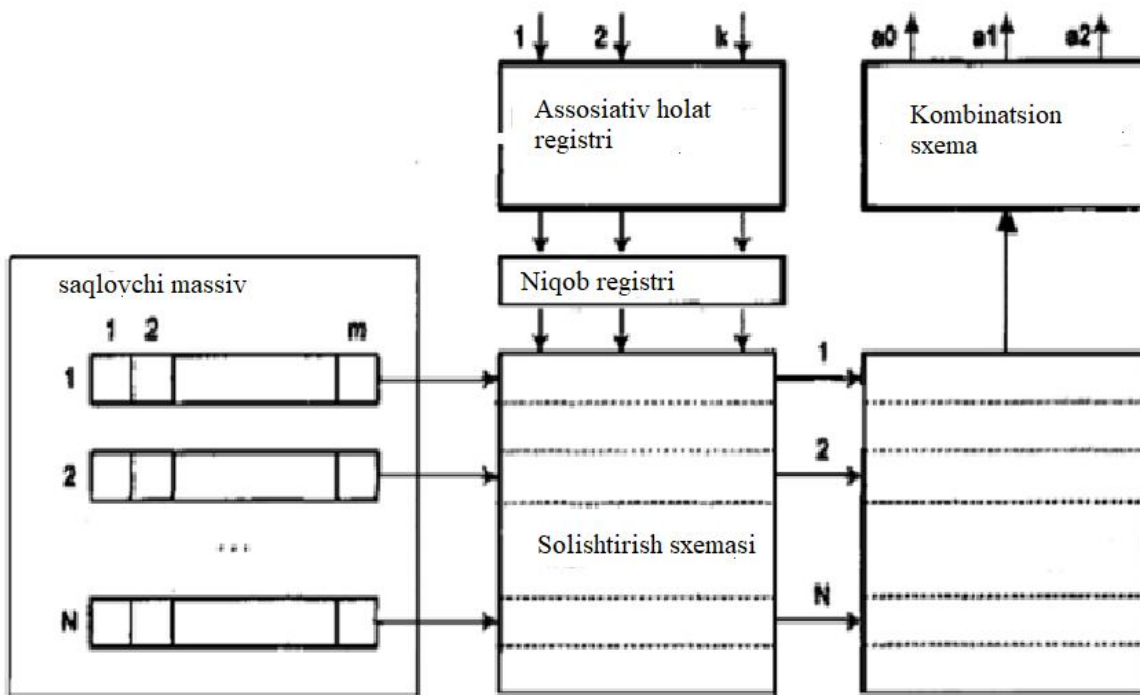 1 2 k
a0 a1 a2
Assosiativ holat
registri
Kombinatsion
sxema
Niqob registri
saqlovchi massiv
1 2 m
1
2
...
N
Solishtirish sxemasi
1
2
N